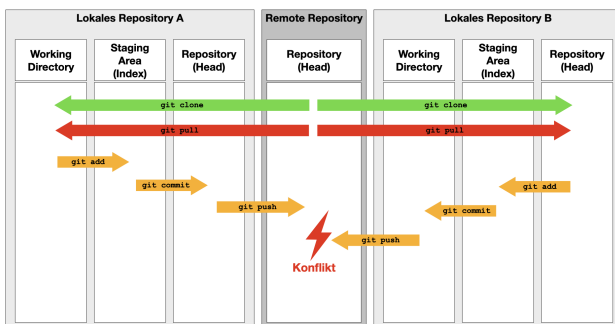 Lokales Repository A
Remote Repository
Lokales Repository B
Working
Directory
Staging
Area
(Index)
Repository
(Head)
Repository
(Head)
Working
Directory
Staging
Area
(Index)
Repository
(Head)
git clone
git clone
git pull
git pull
git add
git commit
git add
git push
git commit
git push
Konflikt